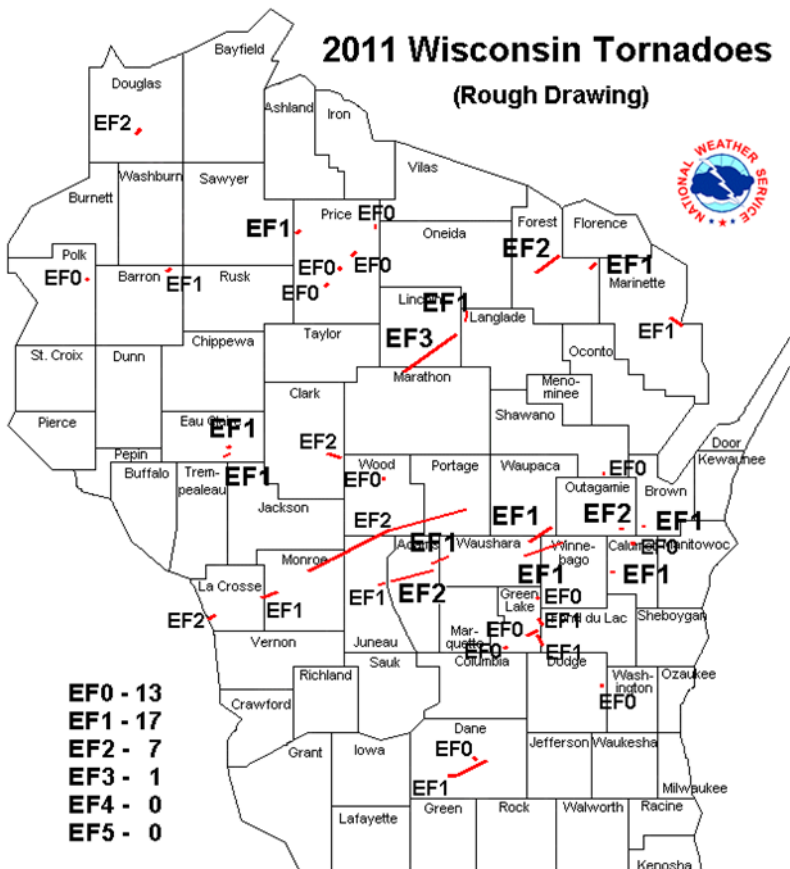 2011 Wisconsin Tornadoes
(Rough Drawing)
NATIONAL WEATHER SERVICE
Bayfield
Douglas
Ashland
Iron
EF2
Vilas
Washburn
Sawyer
Burnett
Price
EF0
Forest
Florence
EF1
Oneida
EF2
Polk
EF0
EF0
EF1
EF0
Barron
EF1
Rusk
EF0
Marinette
Lincoln
EF1
Langlade
EF1
Chippewa
Taylor
EF3
Oconto
St. Croix
Dunn
Marathon
Meno-
minee
Clark
Shawano
Pierce
Eau Claire
EF1
Door
Pepin
EF2
Kewaunee
Buffalo
Trem-
pealeau
EF1
Wood
EF0
Portage
Waupaca
EF0
Outagamie
Brown
Jackson
EF2
EF1
EF2
EF1
Monroe
Adams
EF1
Waushara
Winne-
bago
Calumet
EF0
Manitowoc
EF1
EF1
La Crosse
EF1
EF2
Green
Lake
EF0
EF2
EF1
Fond du Lac
EF1
Sheboygan
Vernon
Juneau
Mar-
quette
EF0
EF0
EF1
Sauk
Columbia
Dodge
Richland
Wash-
ington
Ozaukee
Crawford
EF0
Dane
Grant
Iowa
EF0
Jefferson
Waukesha
EF1
Milwaukee
Lafayette
Green
Rock
Walworth
Racine
Kenosha
EF0 - 13
EF1 - 17
EF2 - 7
EF3 - 1
EF4 - 0
EF5 - 0